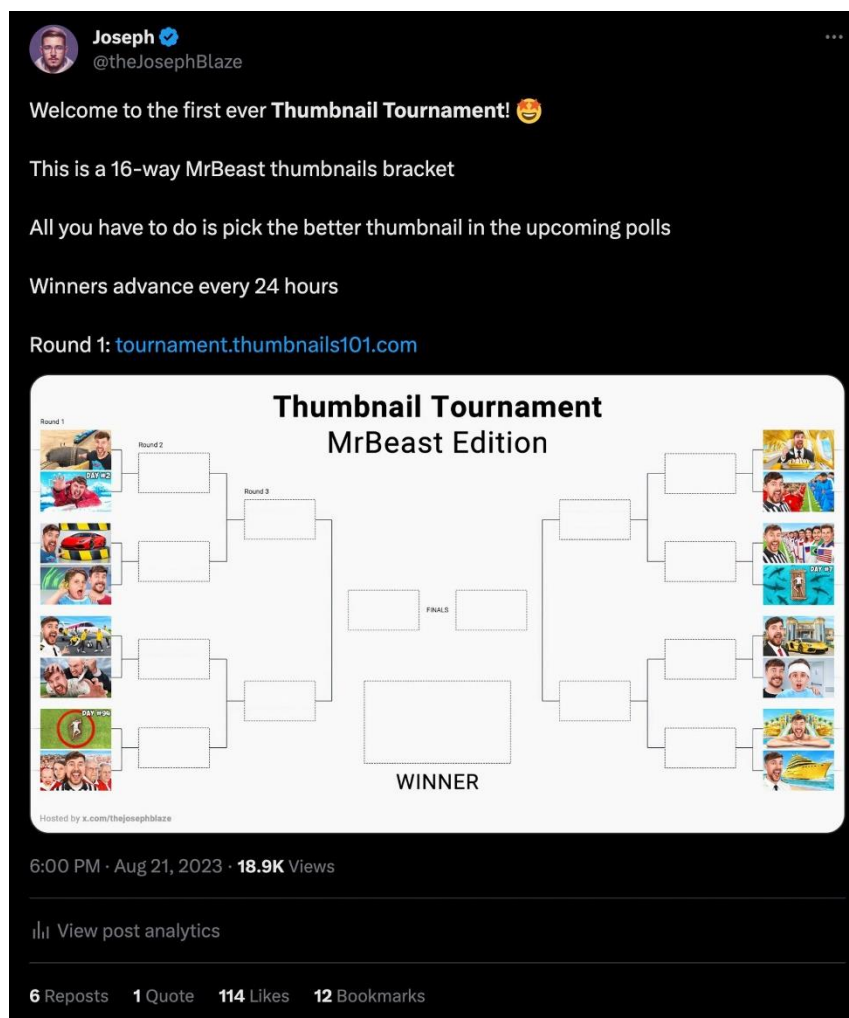 Joseph
@theJosephBlaze
Welcome to the first ever Thumbnail Tournament! 🤩
This is a 16-way MrBeast thumbnails bracket
All you have to do is pick the better thumbnail in the upcoming polls
Winners advance every 24 hours
Round 1: tournament.thumbnails101.com
Thumbnail Tournament
MrBeast Edition
Round 1
Round 2
DAY #2
Round 3
DAY #7
FINALS
DAY #94
WINNER
Hosted by x.com/thejosephblaze
6:00 PM · Aug 21, 2023 · 18.9K Views
View post analytics
6 Reposts 1 Quote 114 Likes 12 Bookmarks